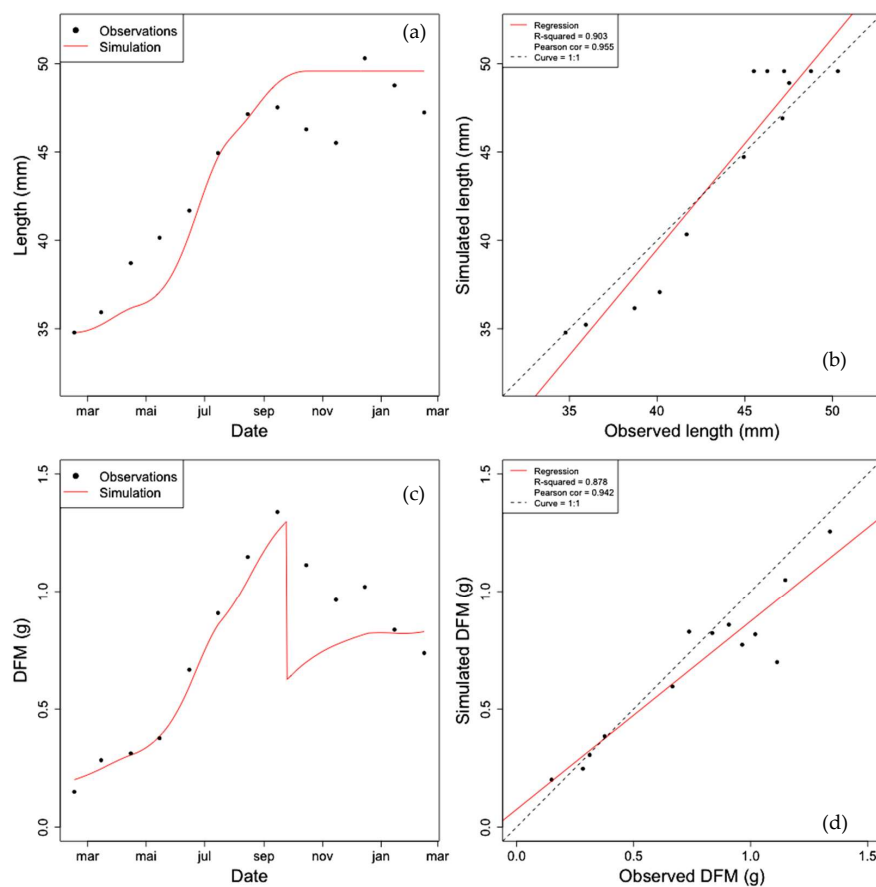 (a)
Observations
Simulation
50
45
40
35
Length (mm)
mar mai jul sep nov jan mar
Date
Regression
R-squared = 0.903
Pearson cor = 0.955
Curve = 1:1
50
45
40
35
Simulated length (mm)
(b)
35 40 45 50
Observed length (mm)
Observations
Simulation
(c)
1.5
1.0
0.5
0.0
DFM (g)
mar mai jul sep nov jan mar
Date
Regression
R-squared = 0.878
Pearson cor = 0.942
Curve = 1:1
1.5
1.0
0.5
0.0
Simulated DFM (g)
(d)
0.0 0.5 1.0 1.5
Observed DFM (g)